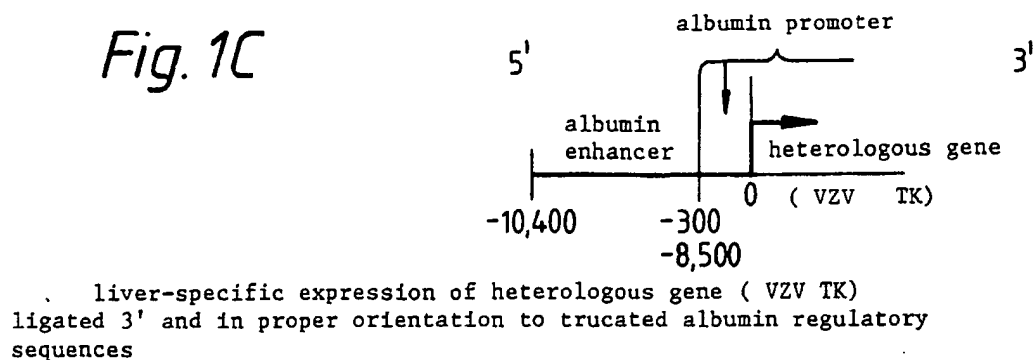 Fig. 1C
albumin promoter
5'
3'
albumin
enhancer
heterologous gene
0 ( VZV TK)
-10,400
-300
-8,500
liver-specific expression of heterologous gene ( VZV TK)
ligated 3' and in proper orientation to trucated albumin regulatory
sequences